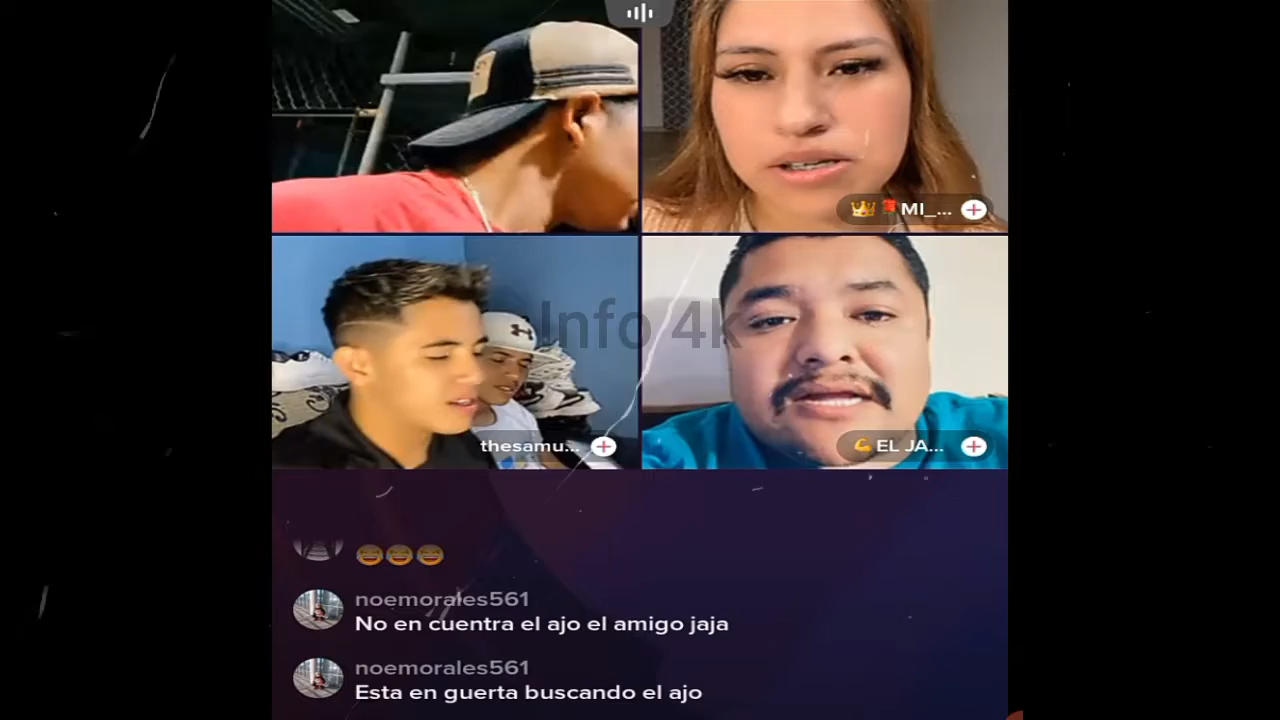 MI_...
Info 4k
thesamu...
EL JA...
noemorales561
No en cuentra el ajo el amigo jaja
noemorales561
Esta en guerta buscando el ajo